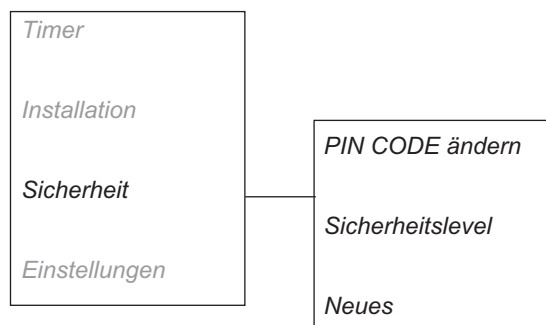 Timer
Installation
Sicherheit
Einstellungen
PIN CODE ändern
Sicherheitslevel
Neues